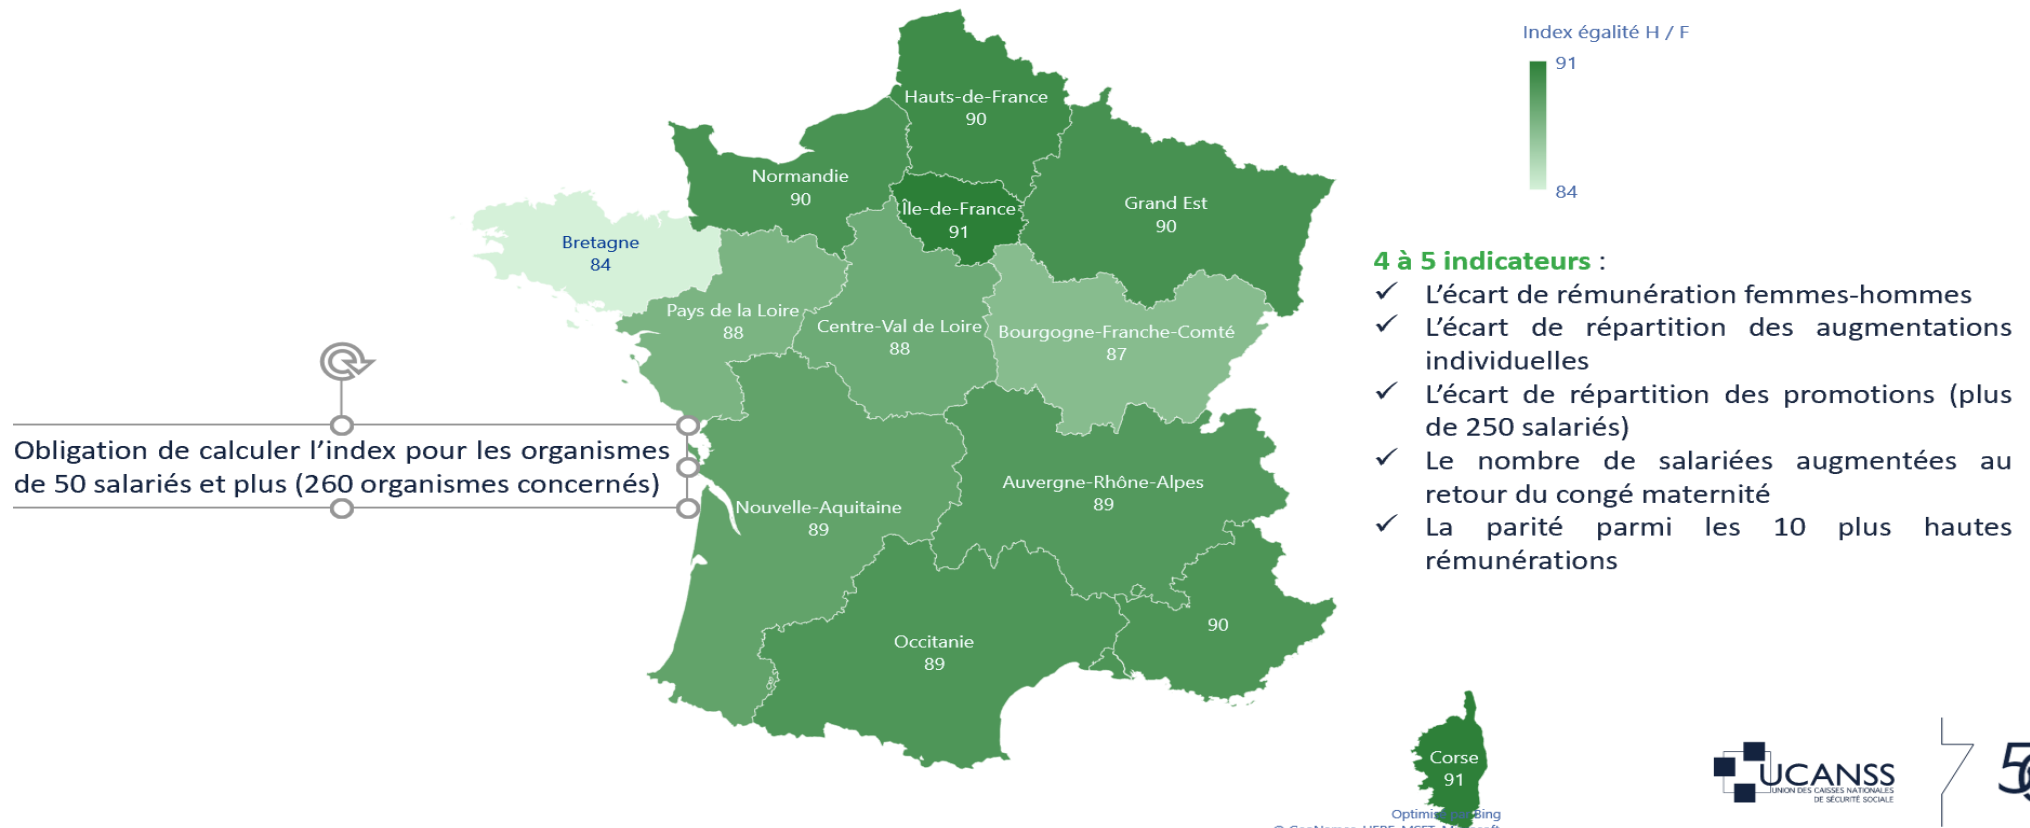 Index égalité H / F
91
84
Hauts-de-France
90
Normandie
90
Île-de-France
91
Grand Est
90
Bretagne
84
Pays de la Loire
88
Centre-Val de Loire
88
Bourgogne-Franche-Comté
87
Nouvelle-Aquitaine
89
Auvergne-Rhône-Alpes
89
Occitanie
89
90
Corse
91
Obligation de calculer l’index pour les organismes
de 50 salariés et plus (260 organismes concernés)
4 à 5 indicateurs :
✓ L’écart de rémunération femmes-hommes
✓ L’écart de répartition des augmentations
individuelles
✓ L’écart de répartition des promotions (plus
de 250 salariés)
✓ Le nombre de salariées augmentées au
retour du congé maternité
✓ La parité parmi les 10 plus hautes
rémunérations
Bing
UCANSS
UNION DES CAISSES NATIONALES
DE SÉCURITÉ SOCIALE